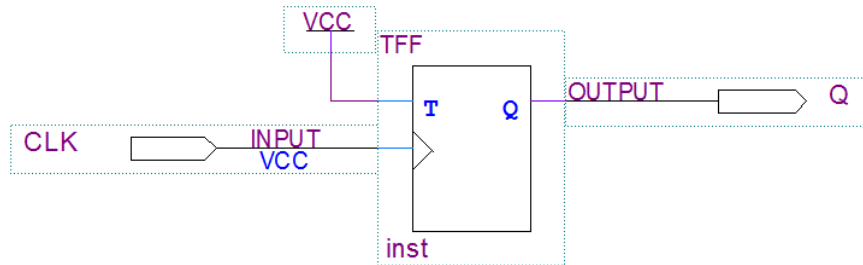 VCC
TFF
T Q
OUTPUT
Q
CLK
INPUT
VCC
inst